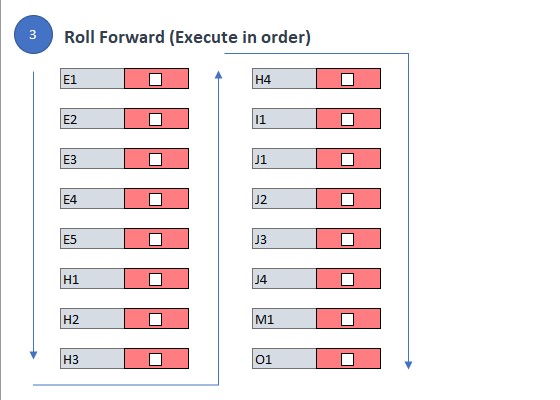 3
Roll Forward (Execute in order)
E1
E2
E3
E4
E5
H1
H2
H3
H4
I1
J1
J2
J3
J4
M1
O1